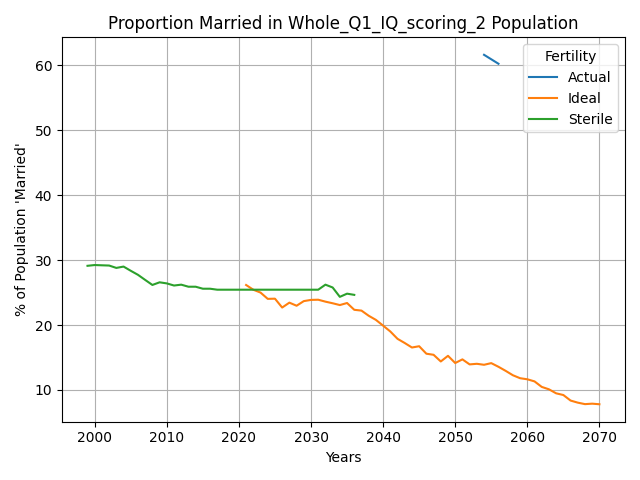 Proportion Married in Whole_Q1_IQ_scoring_2 Population
% of Population 'Married'
60
50
40
30
20
10
Fertility
Actual
Ideal
Sterile
2000 2010 2020 2030 2040 2050 2060 2070
Years